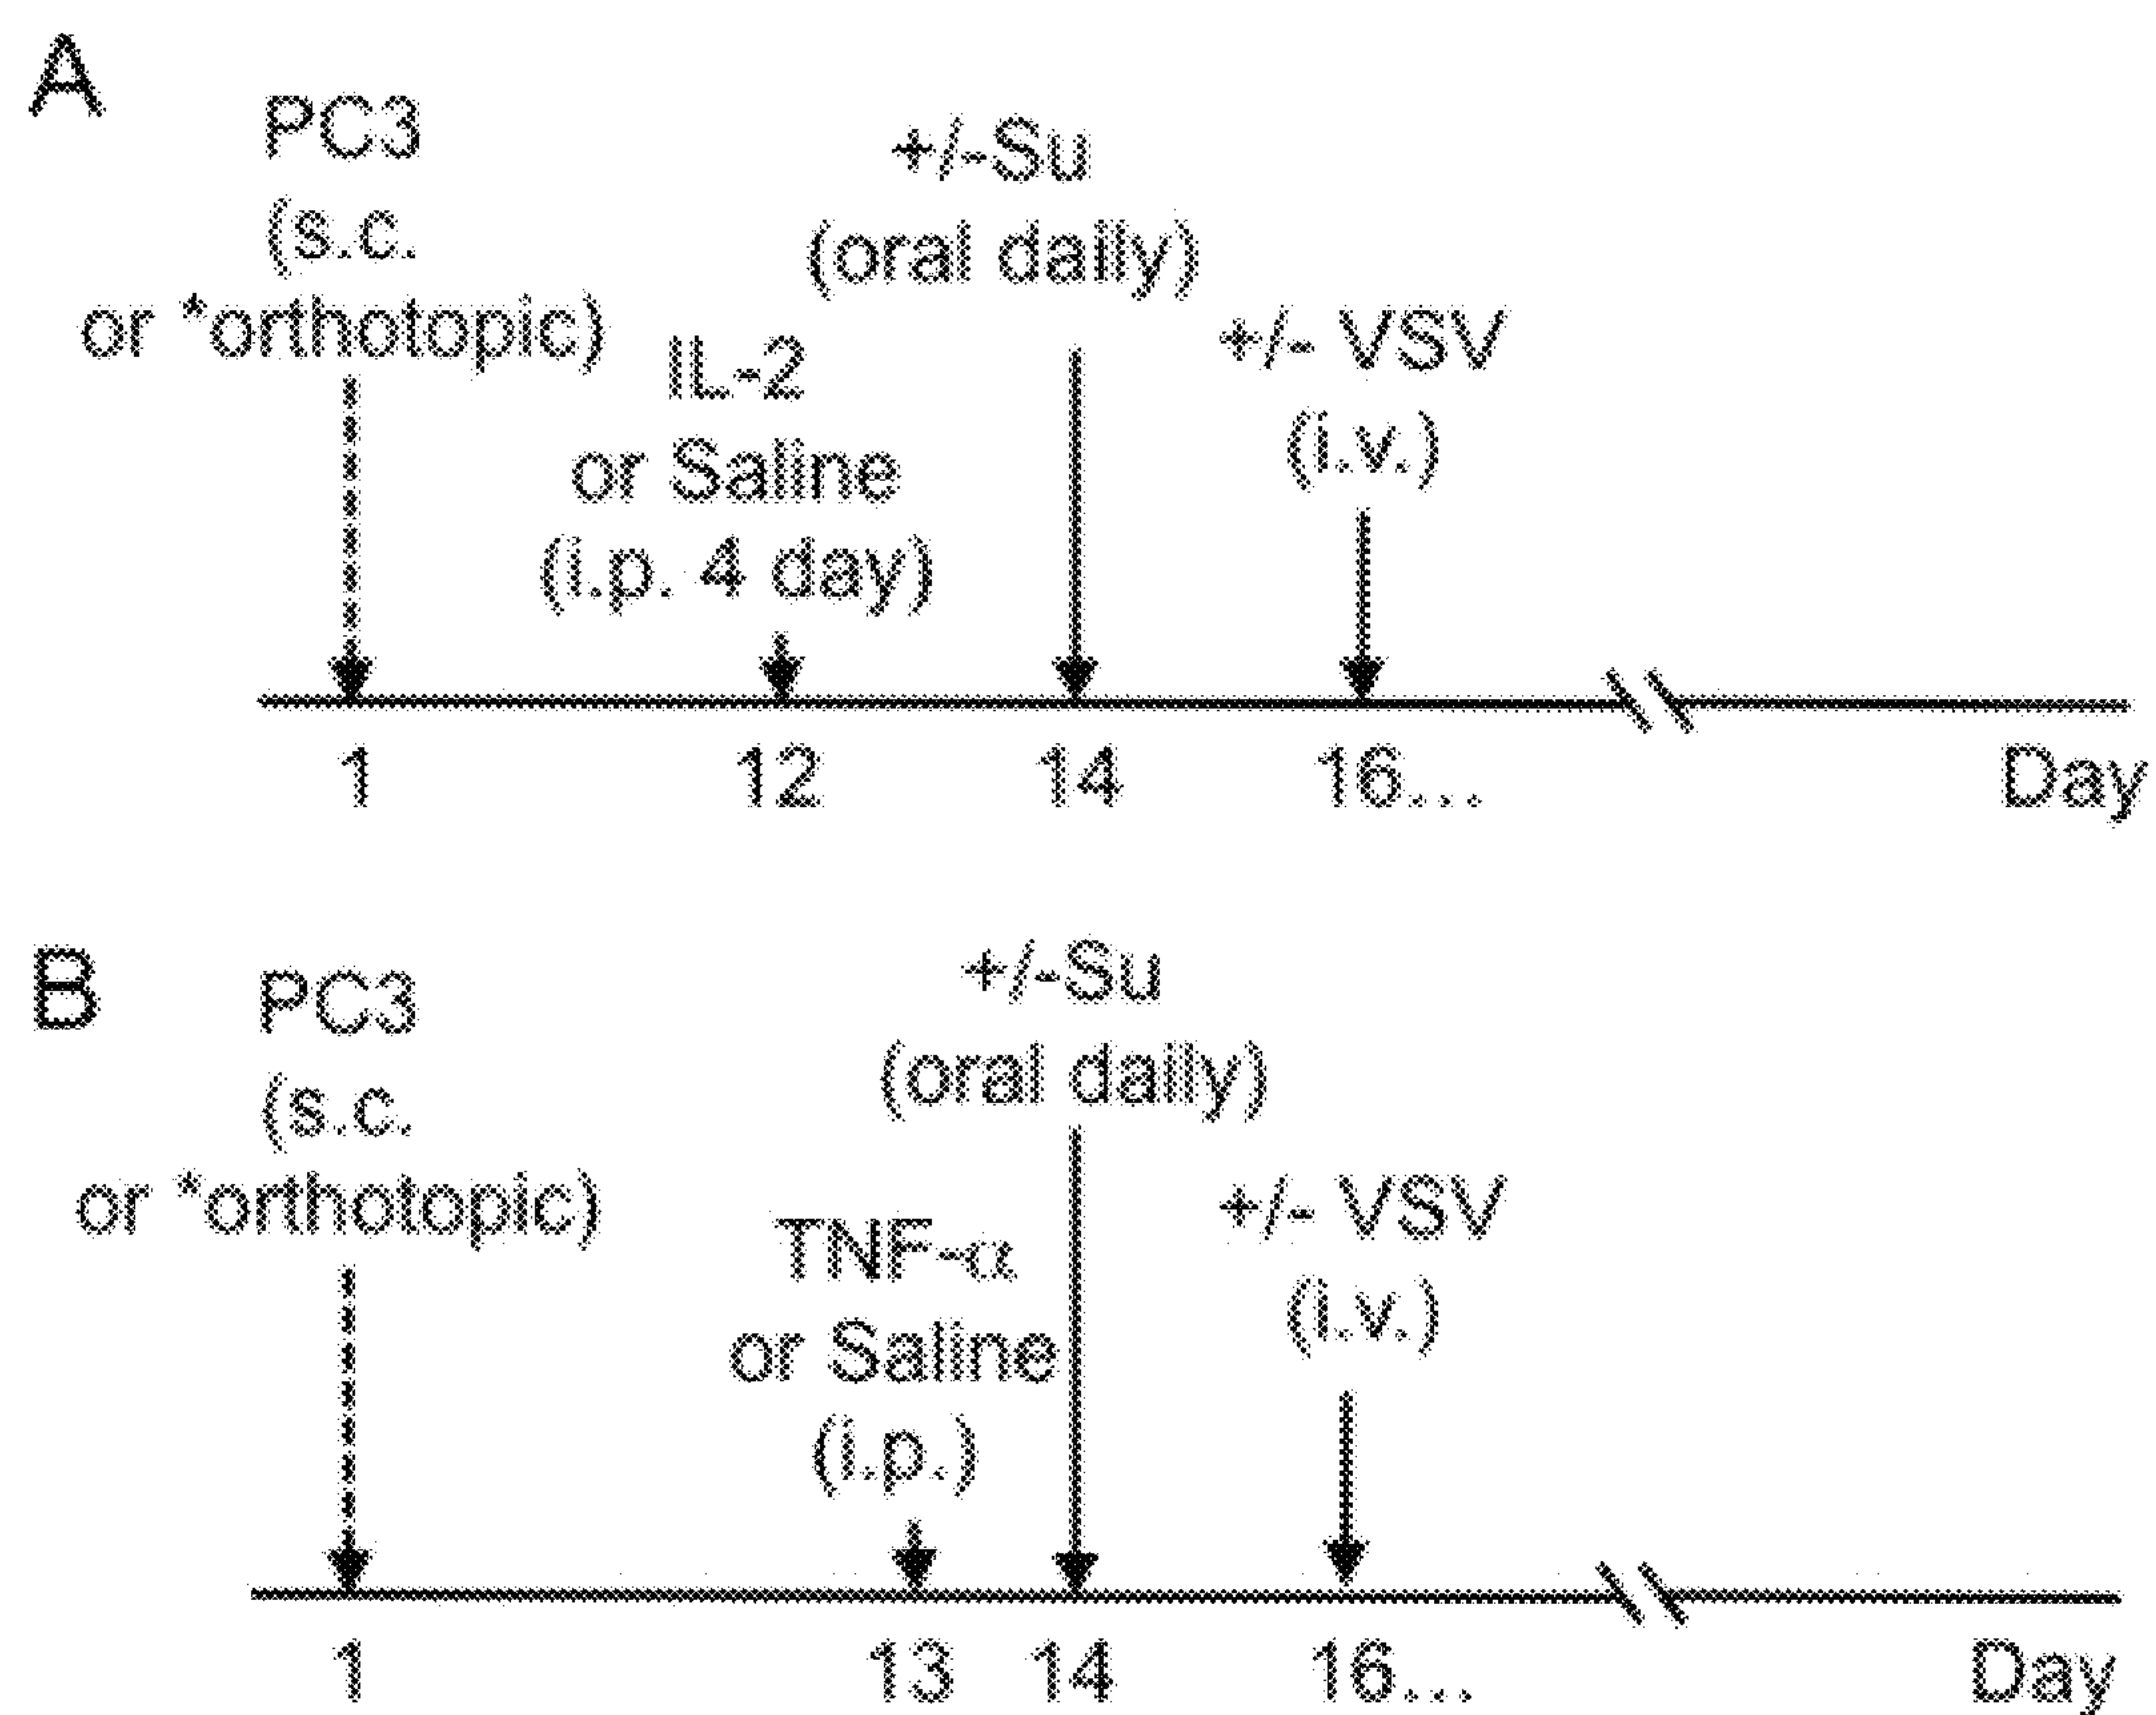 A
PC3
(s.c.
or *orthotopic)
IL-2
or Saline
(i.p. 4 day)
+/-Su
(oral daily)
+/- VSV
(i.v.)
1
12
14
16...
Day
B
PC3
(s.c.
or *orthotopic)
TNF-α
or Saline
(i.p.)
+/-Su
(oral daily)
+/- VSV
(i.v.)
1
13
14
16...
Day